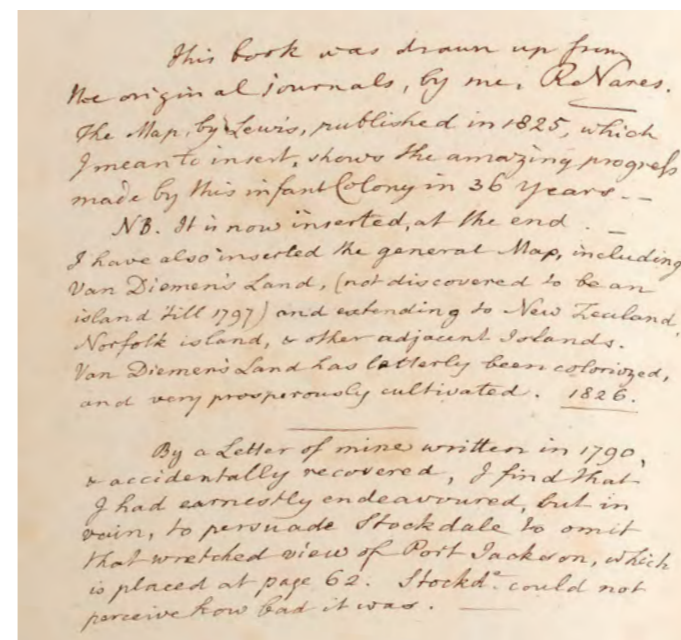 This book was drawn up from
the original journals, by me, R. Nares.
The Map, by Lewis, published in 1825, which
I mean to insert, shows the amazing progress
made by this infant Colony in 36 years. _
NB. It is now inserted, at the end. _
I have also inserted the general Map, including
Van Diemen's Land, (not discovered to be an
island till 1797) and extending to New Zealand,
Norfolk island, & other adjacent Islands.
Van Diemen's Land has latterly been colonized,
and very prosperously cultivated. 1826.
By a Letter of mine written in 1790,
& accidentally recovered, I find that
I had earnestly endeavoured, but in
vain, to persuade Stockdale to omit
that wretched view of Port Jackson, which
is placed at page 62. Stockd.e could not
perceive how bad it was. _